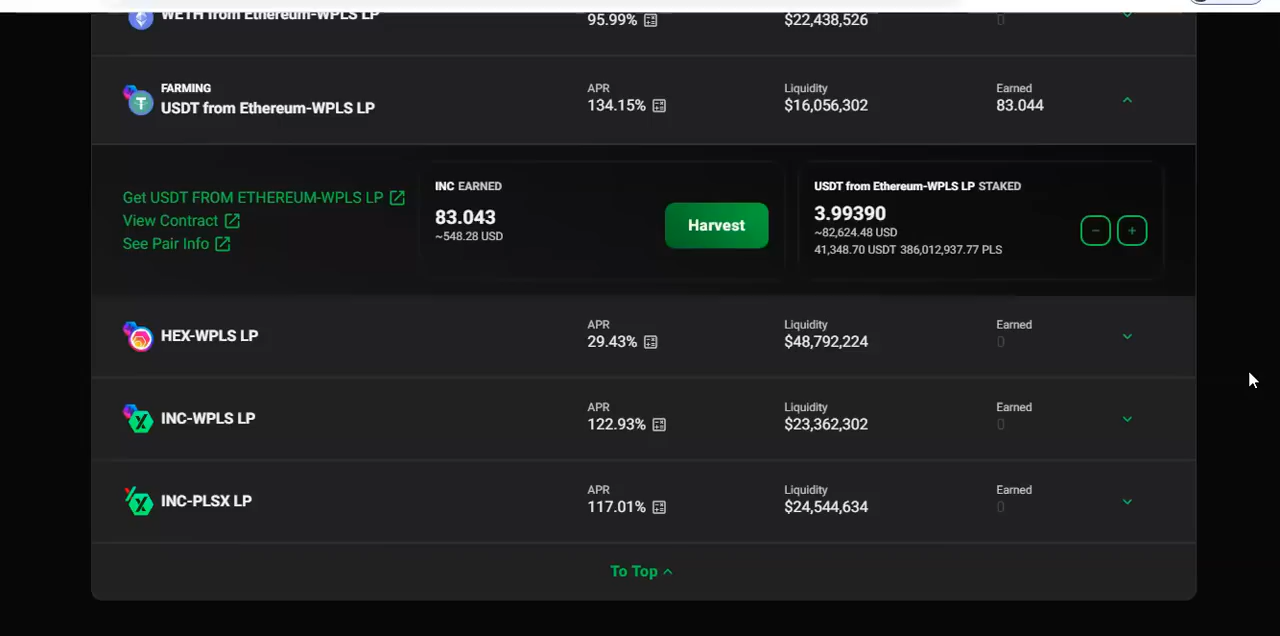 WETH from Ethereum-WPLS LP
95.99%
$22,438,526
0
FARMING
USDT from Ethereum-WPLS LP
APR
134.15%
Liquidity
$16,056,302
Earned
83.044
Get USDT FROM ETHEREUM-WPLS LP
View Contract
See Pair Info
INC EARNED
83.043
~548.28 USD
Harvest
USDT from Ethereum-WPLS LP STAKED
3.99390
~82,624.48 USD
41,348.70 USDT 386,012,937.77 PLS
HEX-WPLS LP
APR
29.43%
Liquidity
$48,792,224
Earned
0
INC-WPLS LP
APR
122.93%
Liquidity
$23,362,302
Earned
0
INC-PLSX LP
APR
117.01%
Liquidity
$24,544,634
Earned
0
To Top